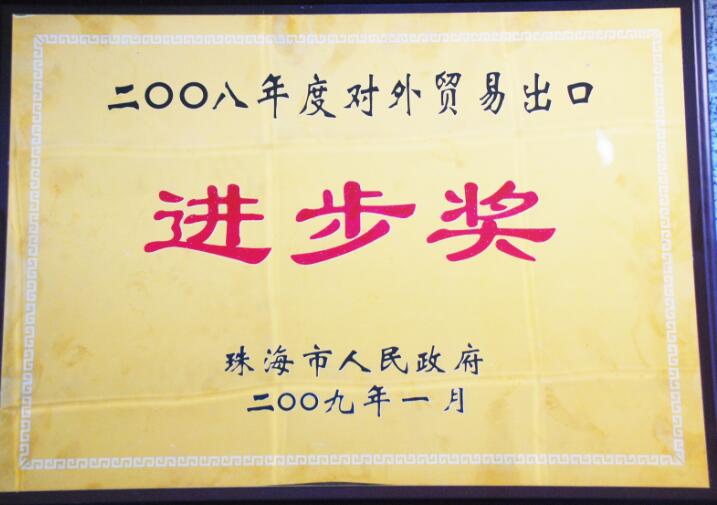 二〇〇八年度对外贸易出口
进步奖
珠海市人民政府
二〇〇九年一月